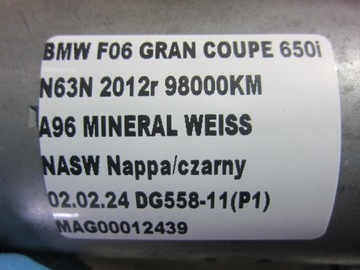 BMW F06 GRAN COUPE 650i
N63N 2012r 98000KM
A96 MINERAL WEISS
NASW Nappa/czarny
02.02.24 DG558-11(P1)
MAG00012439